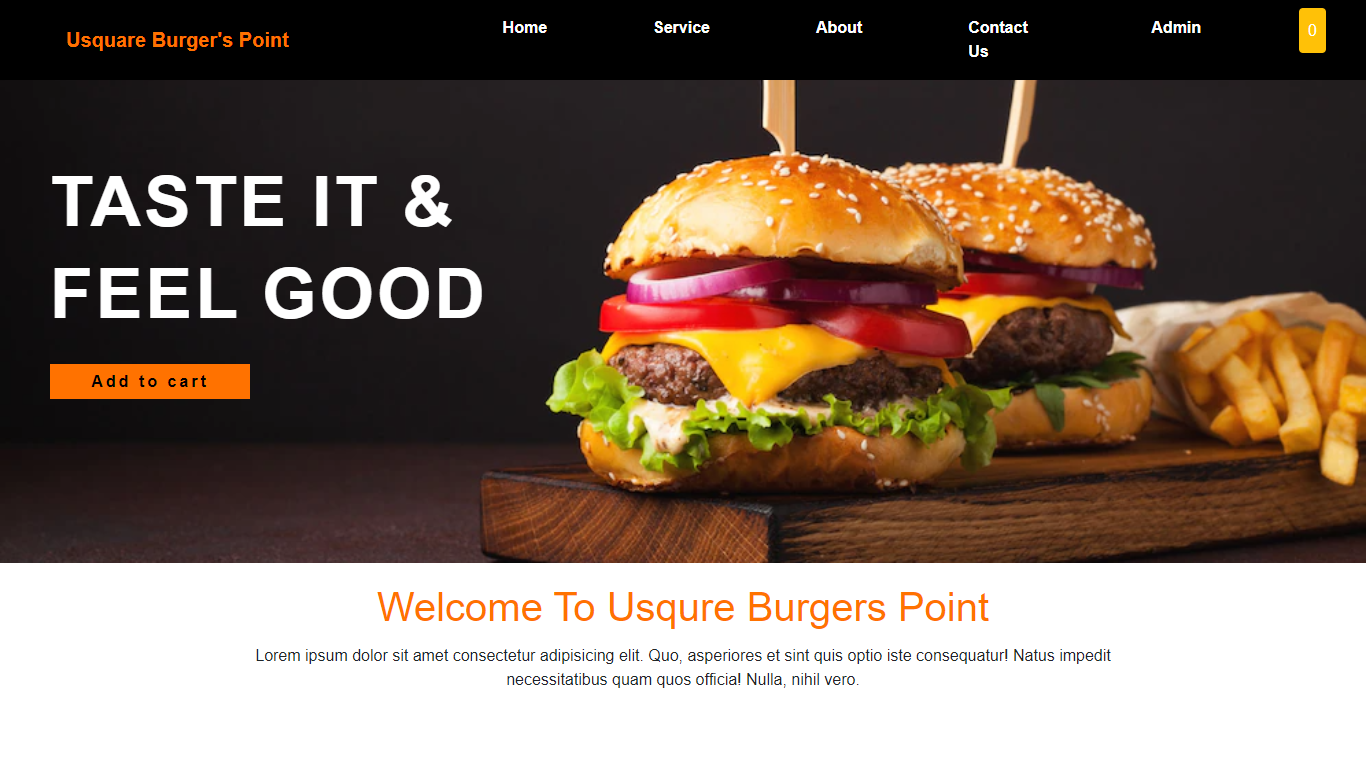 Usquare Burger's Point
Home
Service
About
Contact
Us
Admin
0
TASTE IT &
FEEL GOOD
Add to cart
Welcome To Usqure Burgers Point
Lorem ipsum dolor sit amet consectetur adipisicing elit. Quo, asperiores et sint quis optio iste consequatur! Natus impedit
necessitatibus quam quos officia! Nulla, nihil vero.